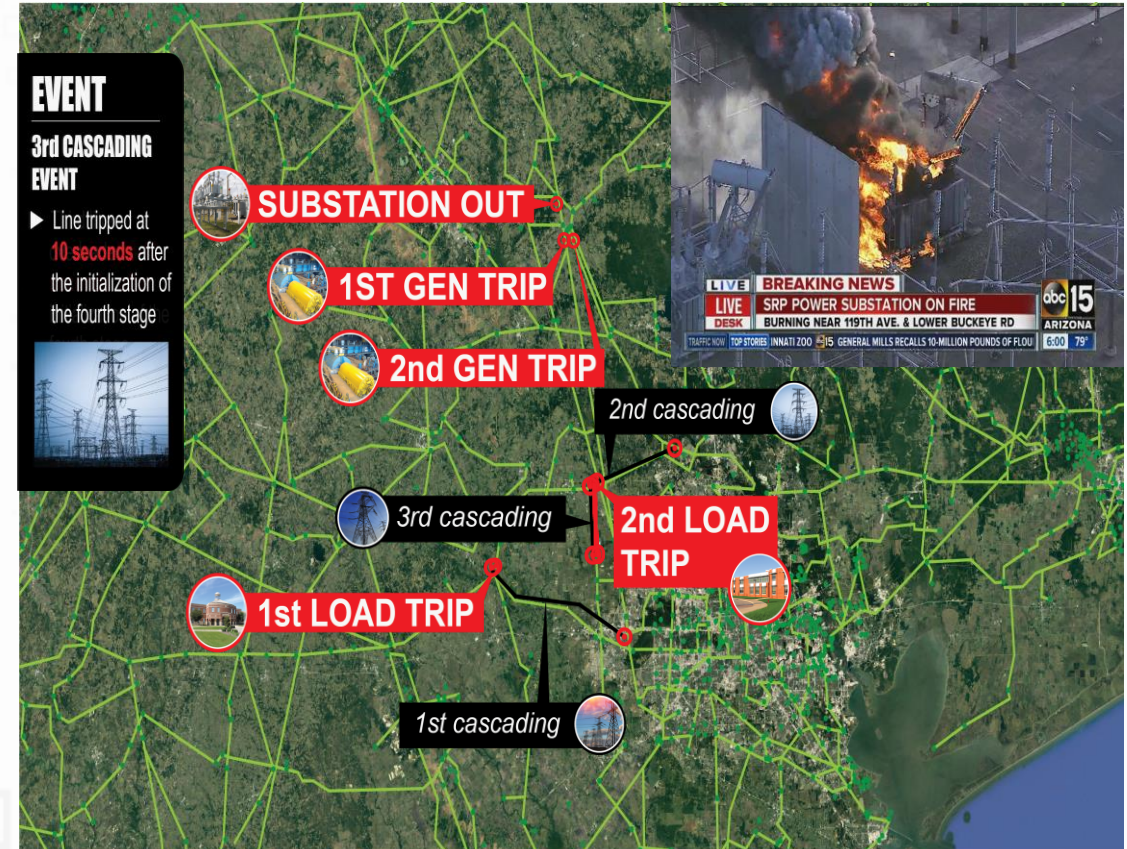 EVENT
3rd CASCADING
EVENT
Line tripped at
10 seconds after
the initialization of
the fourth stage
SUBSTATION OUT
1ST GEN TRIP
2nd GEN TRIP
2nd cascading
3rd cascading
2nd LOAD
TRIP
1st LOAD TRIP
1st cascading
LIVE BREAKING NEWS
LIVE
DESK
SRP POWER SUBSTATION ON FIRE
BURNING NEAR 119TH AVE. & LOWER BUCKEYE RD
abc 15
ARIZONA
TRAFFIC NOW TOP STORIES INNATI ZOO 15 GENERAL MILLS RECALLS 10-MILLION POUNDS OF FLOU 6:00 79°